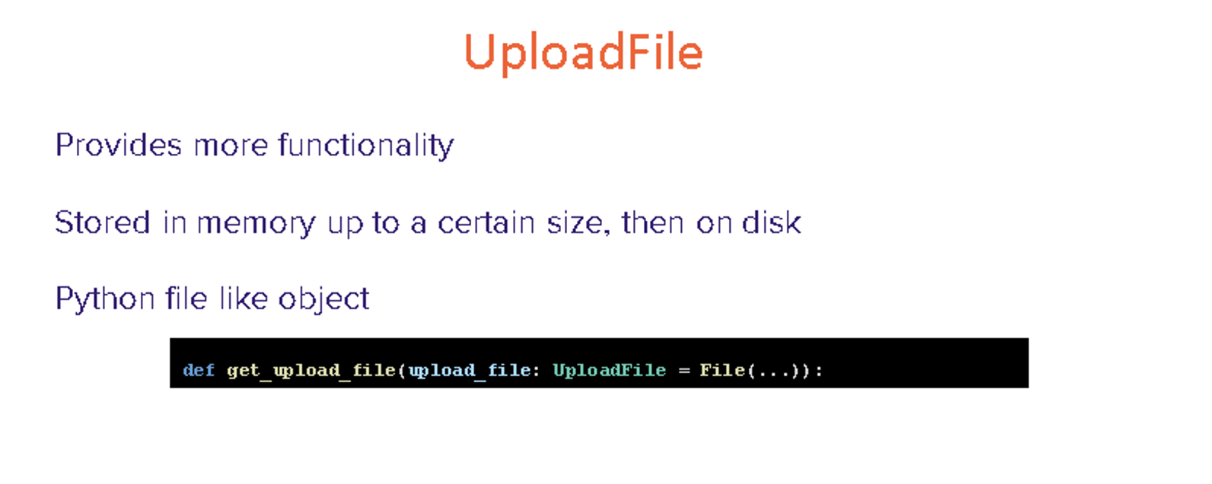 UploadFile
Provides more functionality
Stored in memory up to a certain size, then on disk
Python file like object
def get_upload_file(upload_file: UploadFile = File(...)):